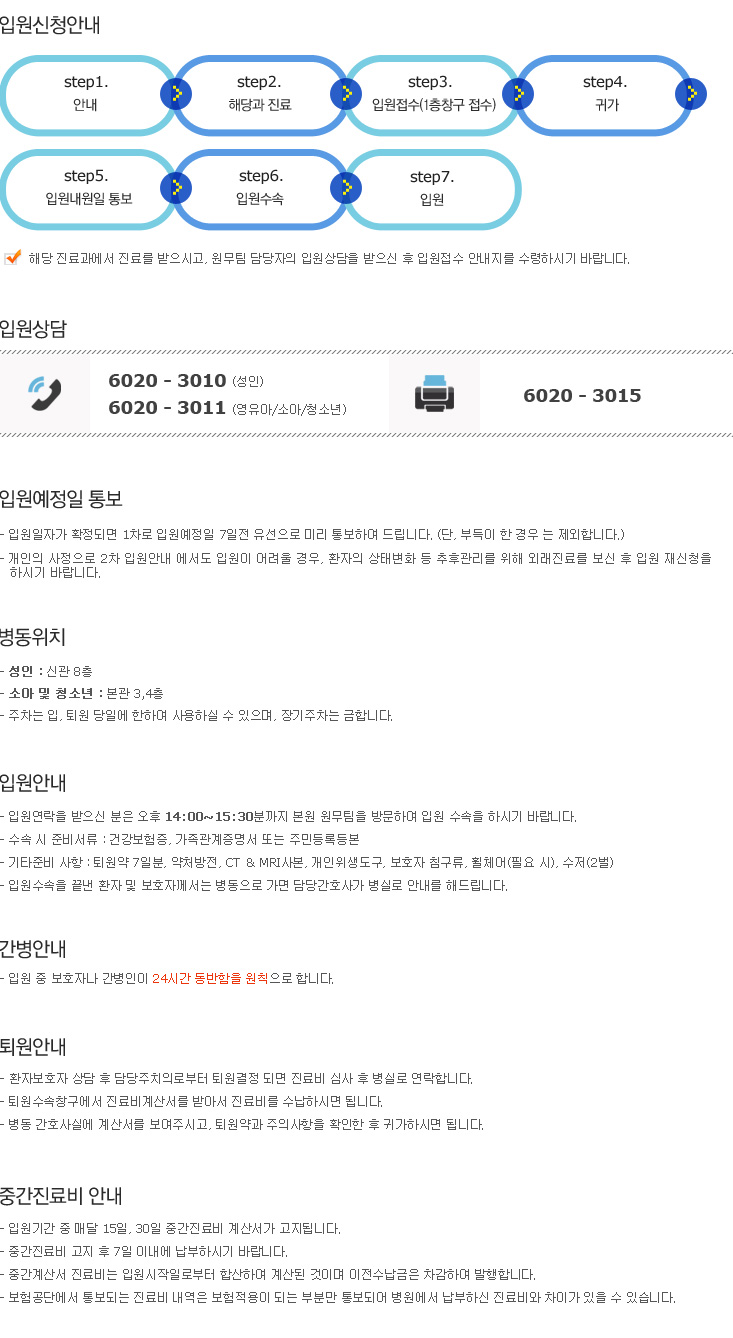 입원신청안내
step1.
안내
step2.
해당과 진료
step3.
입원접수(1층창구 접수)
step4.
귀가
step5.
입원내원일 통보
step6.
입원수속
step7.
입원
해당 진료과에서 진료를 받으시고, 원무팀 담당자의 입원상담을 받으신 후 입원접수 안내지를 수령하시기 바랍니다.
입원상담
6020 - 3010 (성인)
6020 - 3011 (영유아/소아/청소년)
6020 - 3015
입원예정일 통보
- 입원일자가 확정되면 1차로 입원예정일 7일전 유선으로 미리 통보하여 드립니다. (단, 부득이 한 경우 는 제외합니다.)
- 개인의 사정으로 2차 입원안내 에서도 입원이 어려울 경우, 환자의 상태변화 등 추후관리를 위해 외래진료를 보신 후 입원 재신청을
하시기 바랍니다.
병동위치
- 성인 : 신관 8층
- 소아 및 청소년 : 본관 3,4층
- 주차는 입, 퇴원 당일에 한하여 사용하실 수 있으며, 장기주차는 금합니다.
입원안내
- 입원연락을 받으신 분은 오후 14:00~15:30분까지 본원 원무팀을 방문하여 입원 수속을 하시기 바랍니다.
- 수속 시 준비서류 : 건강보험증, 가족관계증명서 또는 주민등록등본
- 기타준비 사항 : 퇴원약 7일분, 약처방전, CT & MRI사본, 개인위생도구, 보호자 침구류, 휠체어(필요 시), 수저(2벌)
- 입원수속을 끝낸 환자 및 보호자께서는 병동으로 가면 담당간호사가 병실로 안내를 해드립니다.
간병안내
- 입원 중 보호자나 간병인이 24시간 동반함을 원칙으로 합니다.
퇴원안내
- 환자보호자 상담 후 담당주치의로부터 퇴원결정 되면 진료비 심사 후 병실로 연락합니다.
- 퇴원수속창구에서 진료비계산서를 받아서 진료비를 수납하시면 됩니다.
- 병동 간호사실에 계산서를 보여주시고, 퇴원약과 주의사항을 확인한 후 귀가하시면 됩니다.
중간진료비 안내
- 입원기간 중 매달 15일, 30일 중간진료비 계산서가 고지됩니다.
- 중간진료비 고지 후 7일 이내에 납부하시기 바랍니다.
- 중간계산서 진료비는 입원시작일로부터 합산하여 계산된 것이며 이전수납금은 차감하여 발행합니다.
- 보험공단에서 통보되는 진료비 내역은 보험적용이 되는 부분만 통보되어 병원에서 납부하신 진료비와 차이가 있을 수 있습니다.